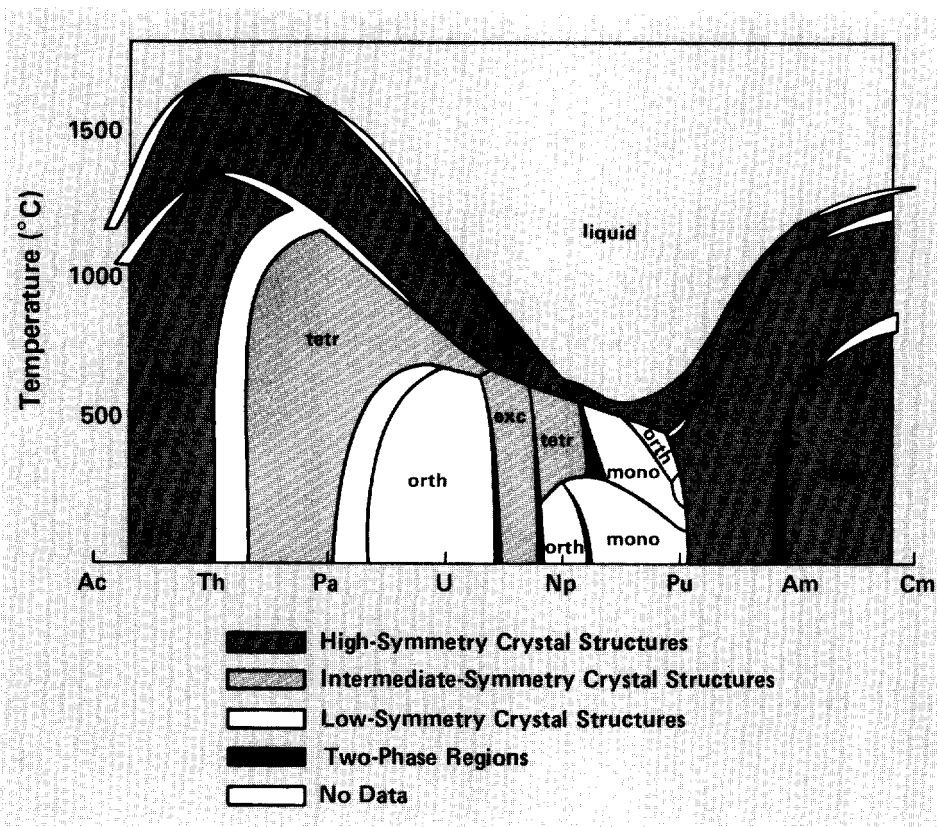 1500
Temperature (°C)
liquid
1000
tetr
500
exc
orth
tetr
orth
mono
orth
mono
Ac Th Pa U Np Pu Am Cm
High-Symmetry Crystal Structures
Intermediate-Symmetry Crystal Structures
Low-Symmetry Crystal Structures
Two-Phase Regions
No Data